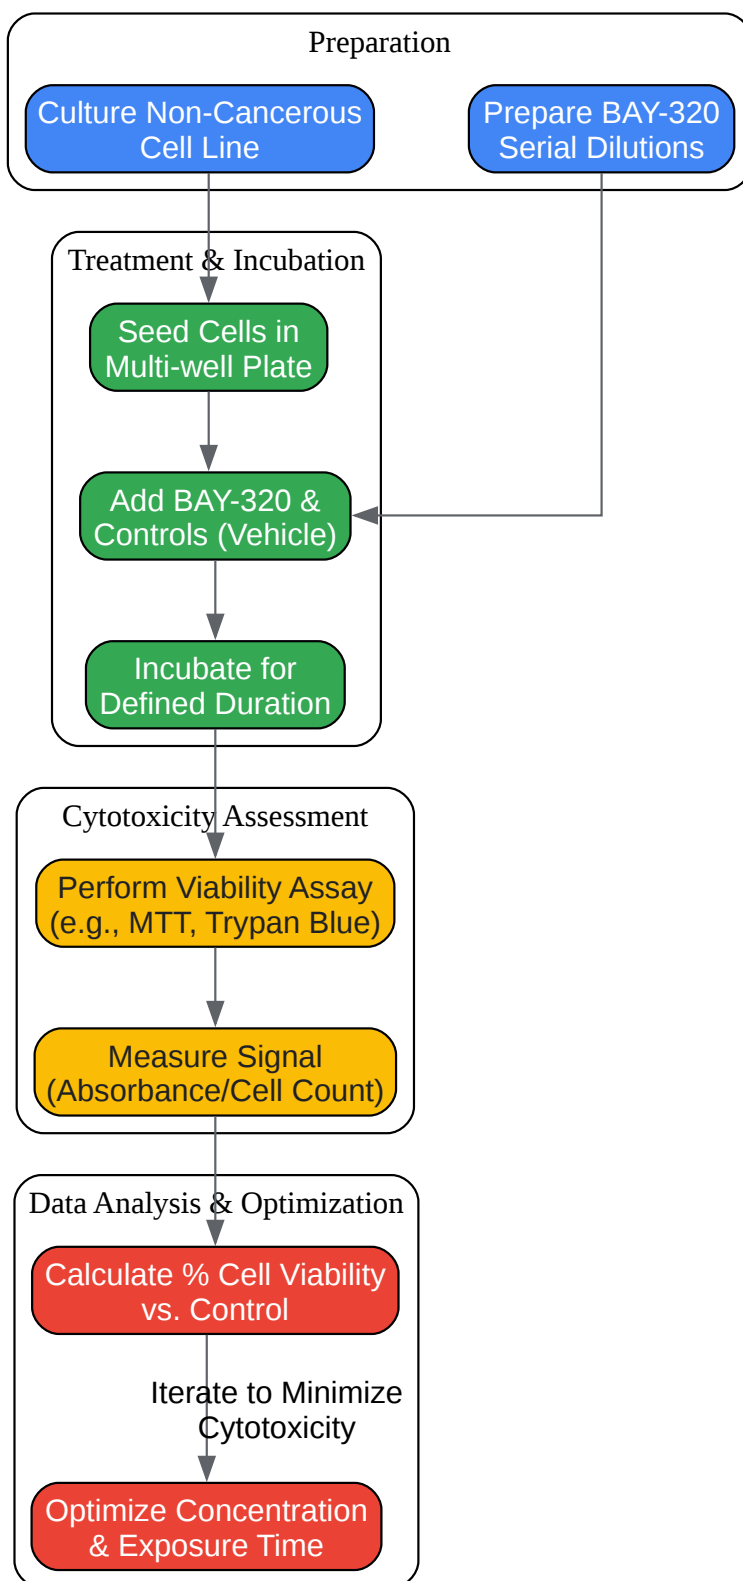 Preparation
Culture Non-Cancerous
Cell Line
Prepare BAY-320
Serial Dilutions
Treatment & Incubation
Seed Cells in
Multi-well Plate
Add BAY-320 &
Controls (Vehicle)
Incubate for
Defined Duration
Cytotoxicity Assessment
Perform Viability Assay
(e.g., MTT, Trypan Blue)
Measure Signal
(Absorbance/Cell Count)
Data Analysis & Optimization
Calculate % Cell Viability
vs. Control
Iterate to Minimize
Cytotoxicity
Optimize Concentration
& Exposure Time